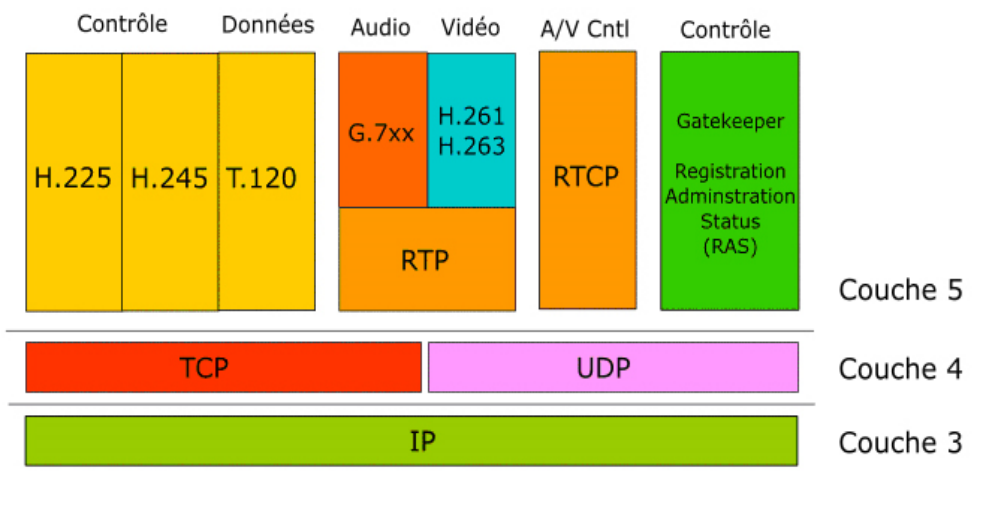 Contrôle
Données
Audio
Vidéo
A/V Cntl
Contrôle
H.225
H.245
T.120
G.7xx
H.261
H.263
RTP
RTCP
Gatekeeper
Registration
Adminstration
Status
(RAS)
Couche 5
TCP
UDP
Couche 4
IP
Couche 3